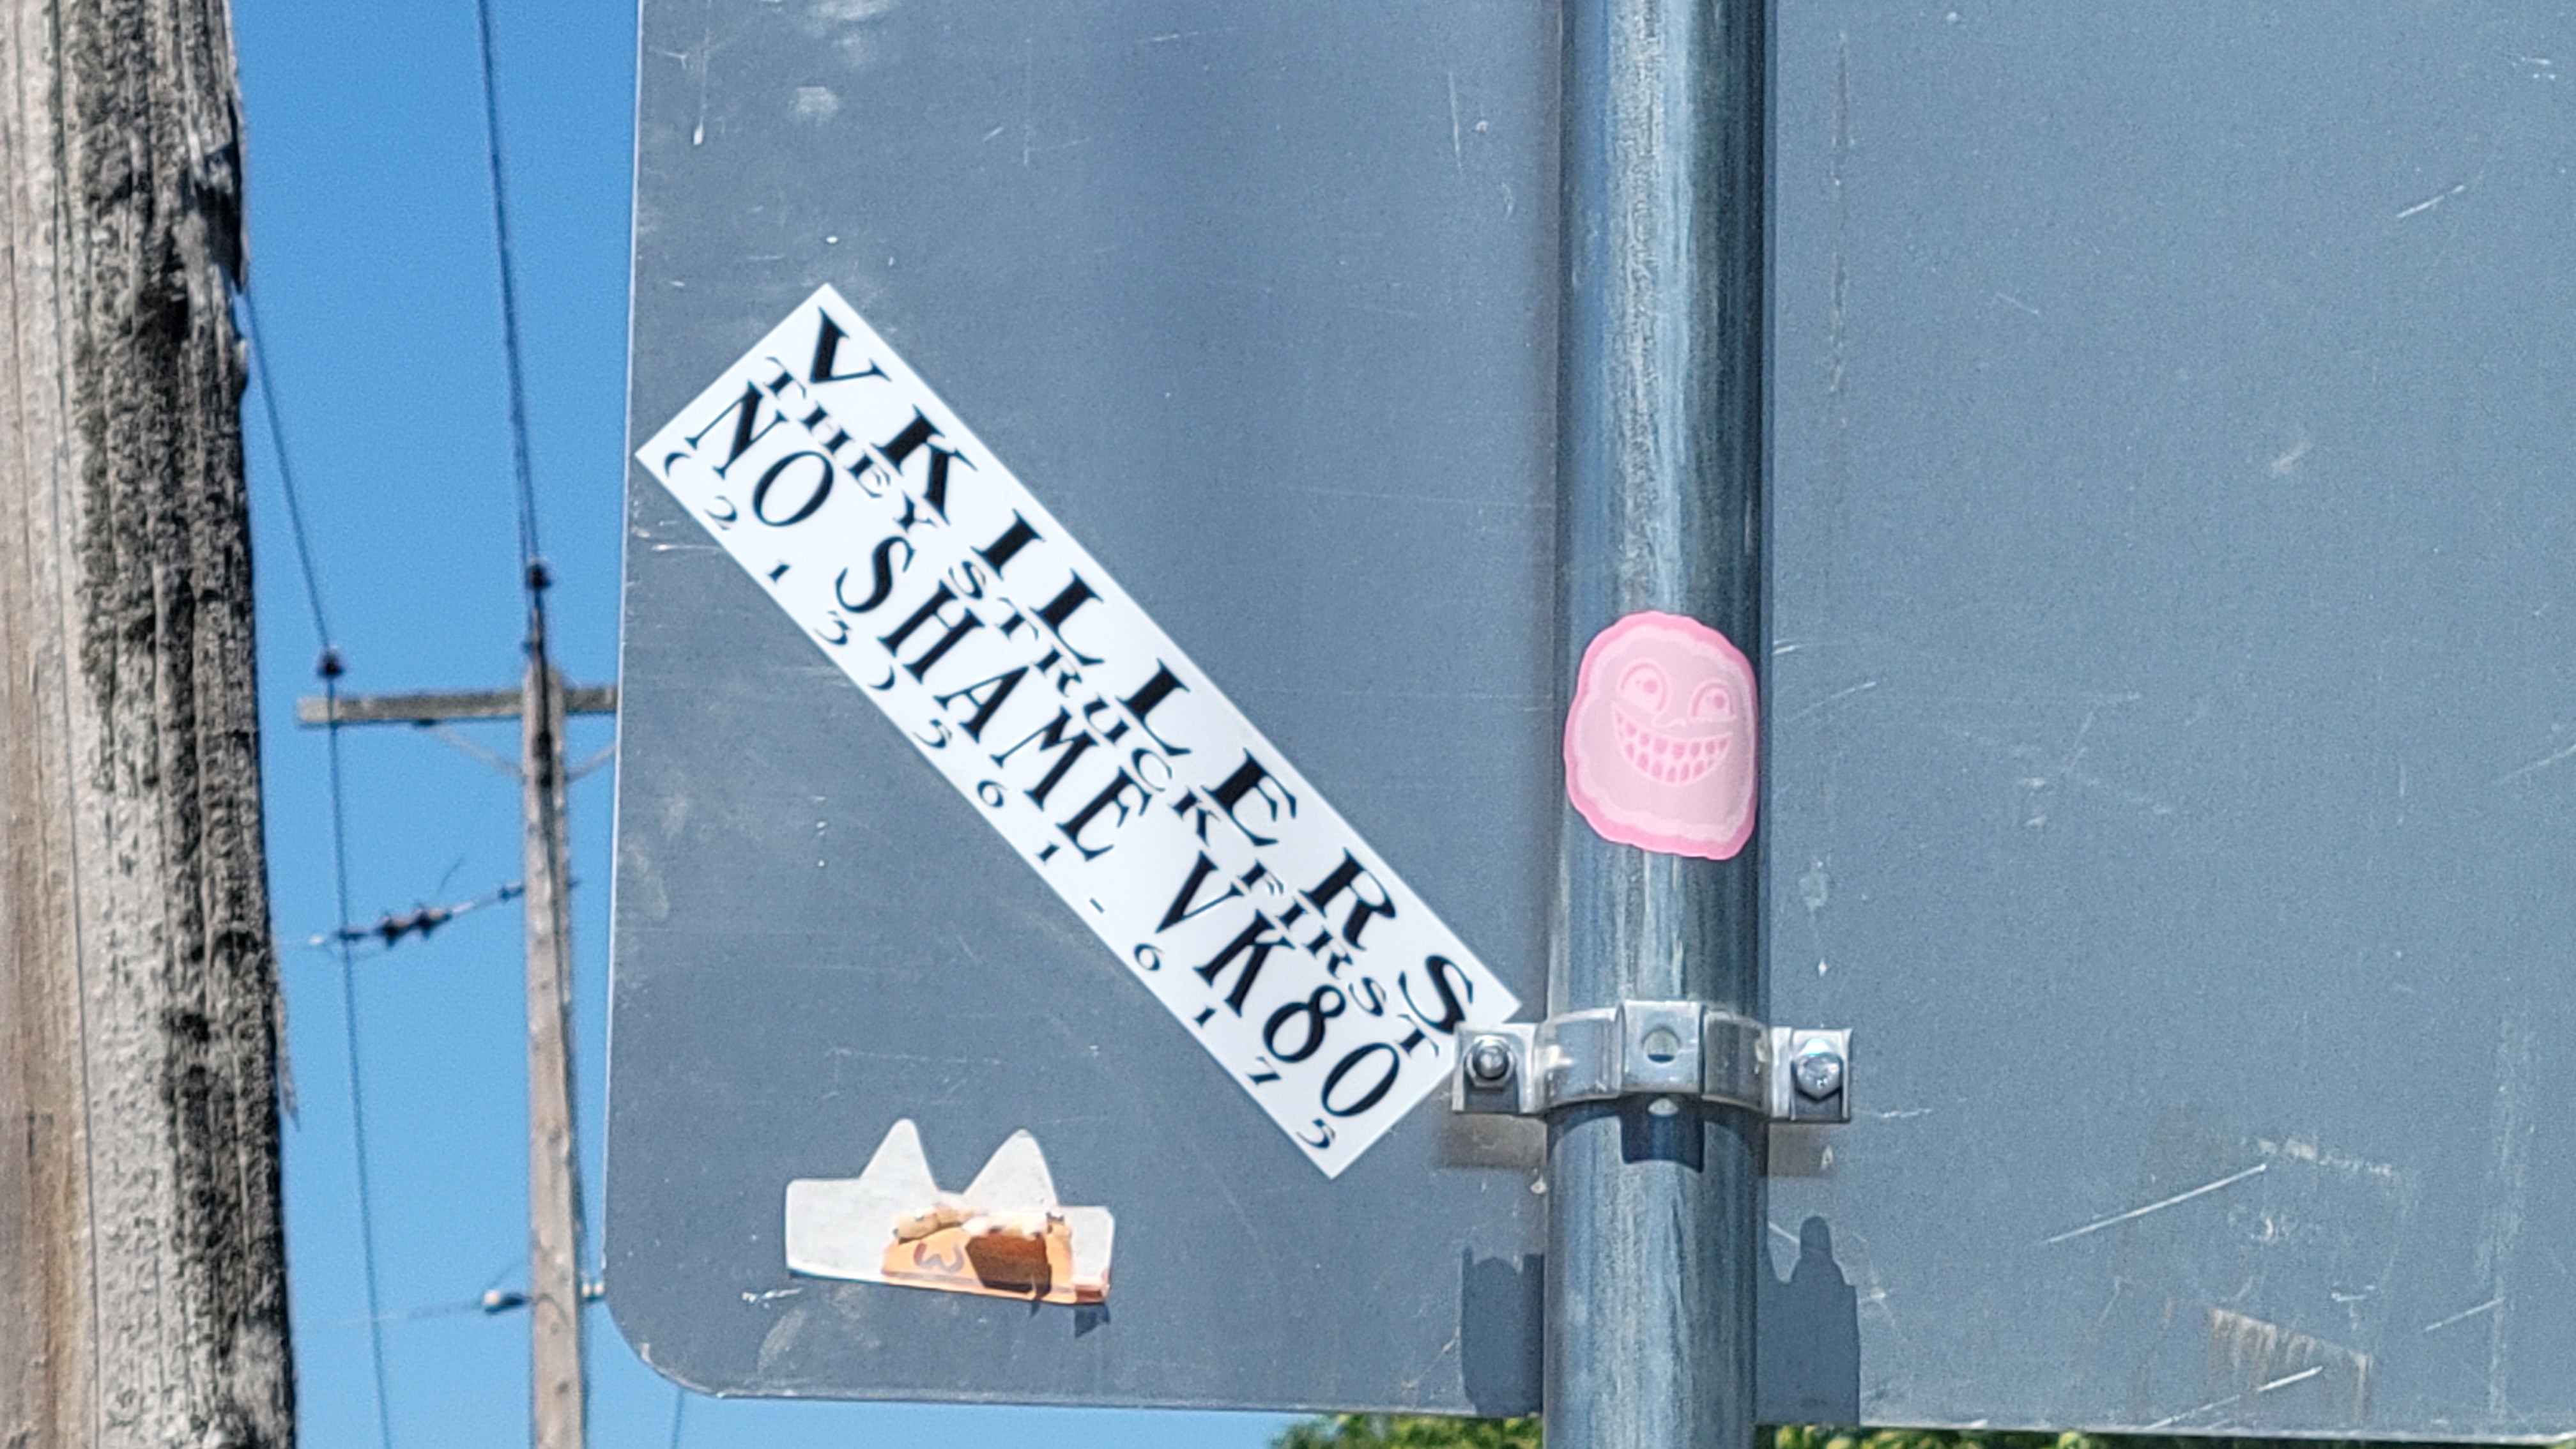 VKILLERS
THEY STRUCK FIRST
NO SHAME VK80
(213)561-6175